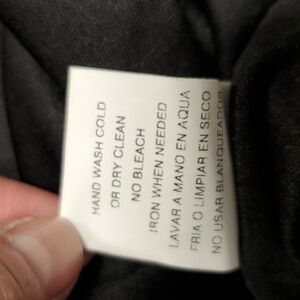 HAND WASH COLD
OR DRY CLEAN
NO BLEACH
IRON WHEN NEEDED
LAVAR A MANO EN AQUA
FRIA O LIMPIAR EN SECO
NO USAR BLANQUEADOR